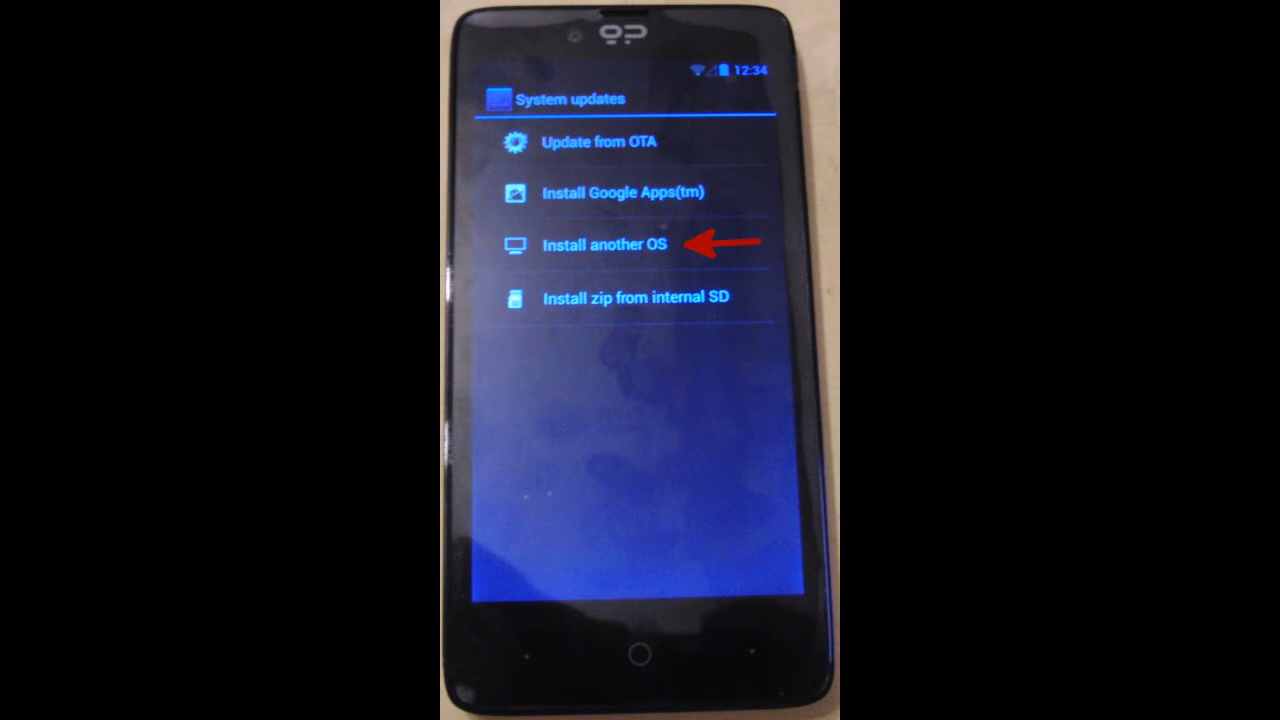 12:34
System updates
Update from OTA
Install Google Apps(tm)
Install another OS
Install zip from internal SD